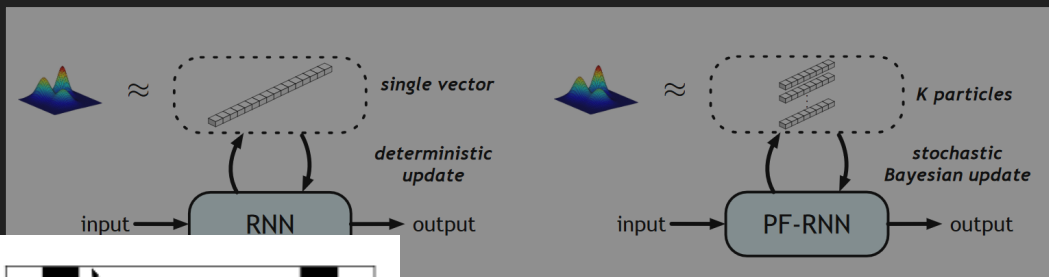 ≈
single vector
deterministic
update
input
RNN
output
≈
K particles
stochastic
Bayesian update
input
PF-RNN
output